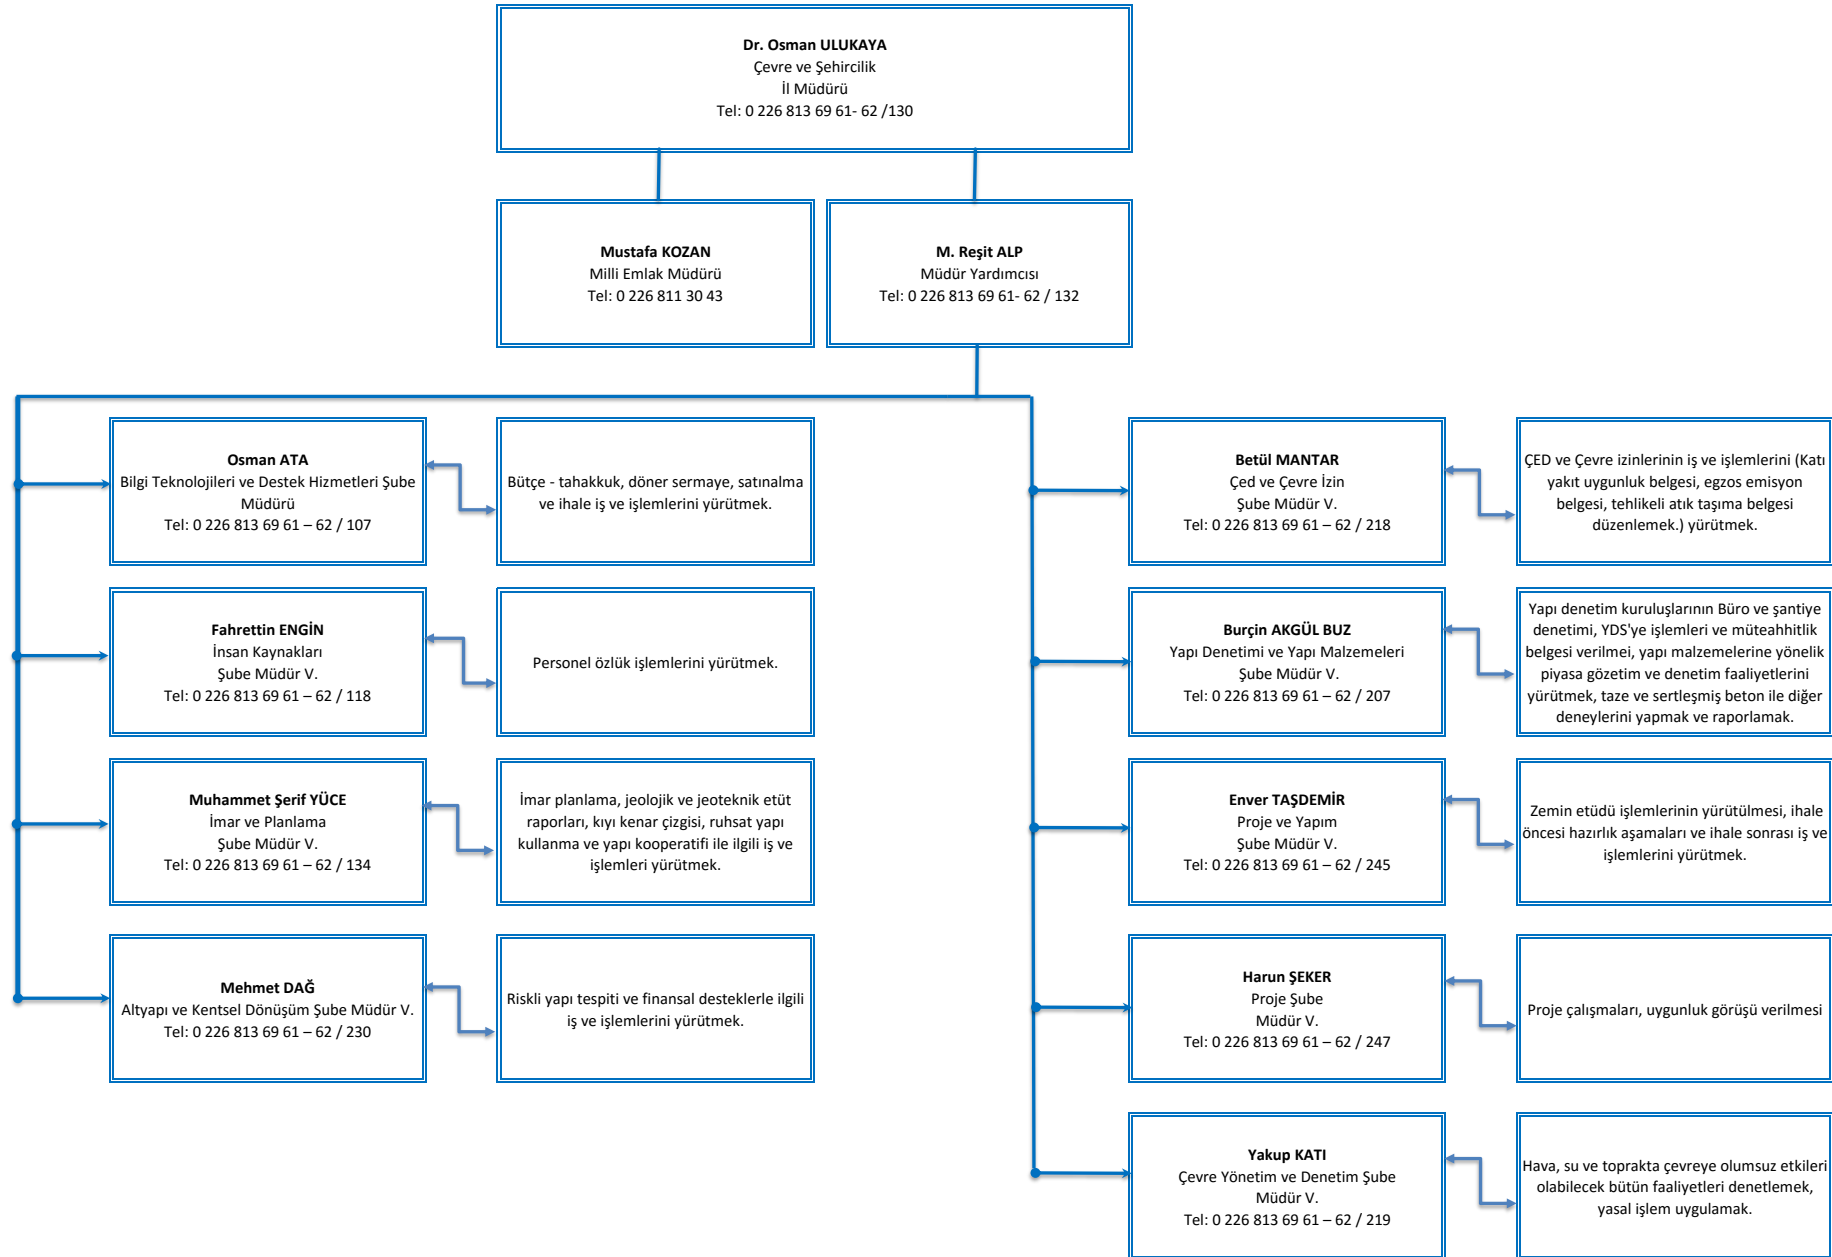 Dr. Osman ULUKAYA
Çevre ve Şehircilik
İl Müdürü
Tel: 0 226 813 69 61- 62 /130
Mustafa KOZAN
Milli Emlak Müdürü
Tel: 0 226 811 30 43
M. Reşit ALP
Müdür Yardımcısı
Tel: 0 226 813 69 61- 62 / 132
Osman ATA
Bilgi Teknolojileri ve Destek Hizmetleri Şube
Müdürü
Tel: 0 226 813 69 61 – 62 / 107
Bütçe - tahakkuk, döner sermaye, satınalma
ve ihale iş ve işlemlerini yürütmek.
Fahrettin ENGİN
İnsan Kaynakları
Şube Müdür V.
Tel: 0 226 813 69 61 – 62 / 118
Personel özlük işlemlerini yürütmek.
Muhammet Şerif YÜCE
İmar ve Planlama
Şube Müdür V.
Tel: 0 226 813 69 61 – 62 / 134
İmar planlama, jeolojik ve jeoteknik etüt
raporları, kıyı kenar çizgisi, ruhsat yapı
kullanma ve yapı kooperatifi ile ilgili iş ve
işlemleri yürütmek.
Mehmet DAĞ
Altyapı ve Kentsel Dönüşüm Şube Müdür V.
Tel: 0 226 813 69 61 – 62 / 230
Riskli yapı tespiti ve finansal desteklerle ilgili
iş ve işlemlerini yürütmek.
Betül MANTAR
Çed ve Çevre İzin
Şube Müdür V.
Tel: 0 226 813 69 61 – 62 / 218
ÇED ve Çevre izinlerinin iş ve işlemlerini (Katı
yakıt uygunluk belgesi, egzos emisyon
belgesi, tehlikeli atık taşıma belgesi
düzenlemek.) yürütmek.
Burçin AKGÜL BUZ
Yapı Denetimi ve Yapı Malzemeleri
Şube Müdür V.
Tel: 0 226 813 69 61 – 62 / 207
Yapı denetim kuruluşlarının Büro ve şantiye
denetimi, YDS'ye işlemleri ve müteahhitlik
belgesi verilmei, yapı malzemelerine yönelik
piyasa gözetim ve denetim faaliyetlerini
yürütmek, taze ve sertleşmiş beton ile diğer
deneylerini yapmak ve raporlamak.
Enver TAŞDEMİR
Proje ve Yapım
Şube Müdür V.
Tel: 0 226 813 69 61 – 62 / 245
Zemin etüdü işlemlerinin yürütülmesi, ihale
öncesi hazırlık aşamaları ve ihale sonrası iş ve
işlemlerini yürütmek.
Harun ŞEKER
Proje Şube
Müdür V.
Tel: 0 226 813 69 61 – 62 / 247
Proje çalışmaları, uygunluk görüşü verilmesi
Yakup KATI
Çevre Yönetim ve Denetim Şube
Müdür V.
Tel: 0 226 813 69 61 – 62 / 219
Hava, su ve toprakta çevreye olumsuz etkileri
olabilecek bütün faaliyetleri denetlemek,
yasal işlem uygulamak.